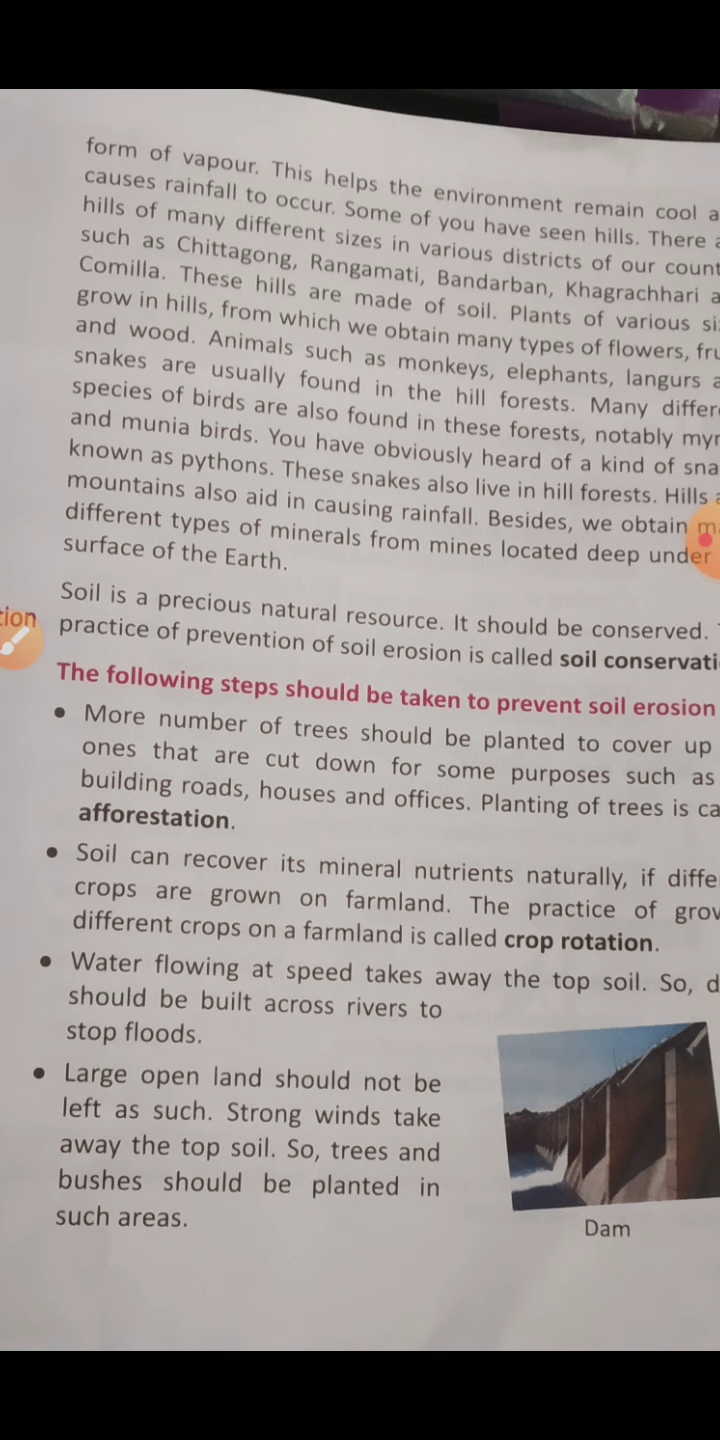 form of vapour. This helps the environment remain cool a
causes rainfall to occur. Some of you have seen hills. There a
hills of many different sizes in various districts of our count
such as Chittagong, Rangamati, Bandarban, Khagrachhari a
Comilla. These hills are made of soil. Plants of various si
grow in hills, from which we obtain many types of flowers, fru
and wood. Animals such as monkeys, elephants, langurs a
snakes are usually found in the hill forests. Many differ
species of birds are also found in these forests, notably myn
and munia birds. You have obviously heard of a kind of sna
known as pythons. These snakes also live in hill forests. Hills a
mountains also aid in causing rainfall. Besides, we obtain m
different types of minerals from mines located deep under
surface of the Earth.
Soil is a precious natural resource. It should be conserved.
tion
practice of prevention of soil erosion is called soil conservati
The following steps should be taken to prevent soil erosion
• More number of trees should be planted to cover up
ones that are cut down for some purposes such as
building roads, houses and offices. Planting of trees is ca
afforestation.
• Soil can recover its mineral nutrients naturally, if diffe
crops are grown on farmland. The practice of grow
different crops on a farmland is called crop rotation.
• Water flowing at speed takes away the top soil. So, d
should be built across rivers to
stop floods.
• Large open land should not be
left as such. Strong winds take
away the top soil. So, trees and
bushes should be planted in
such areas.
Dam